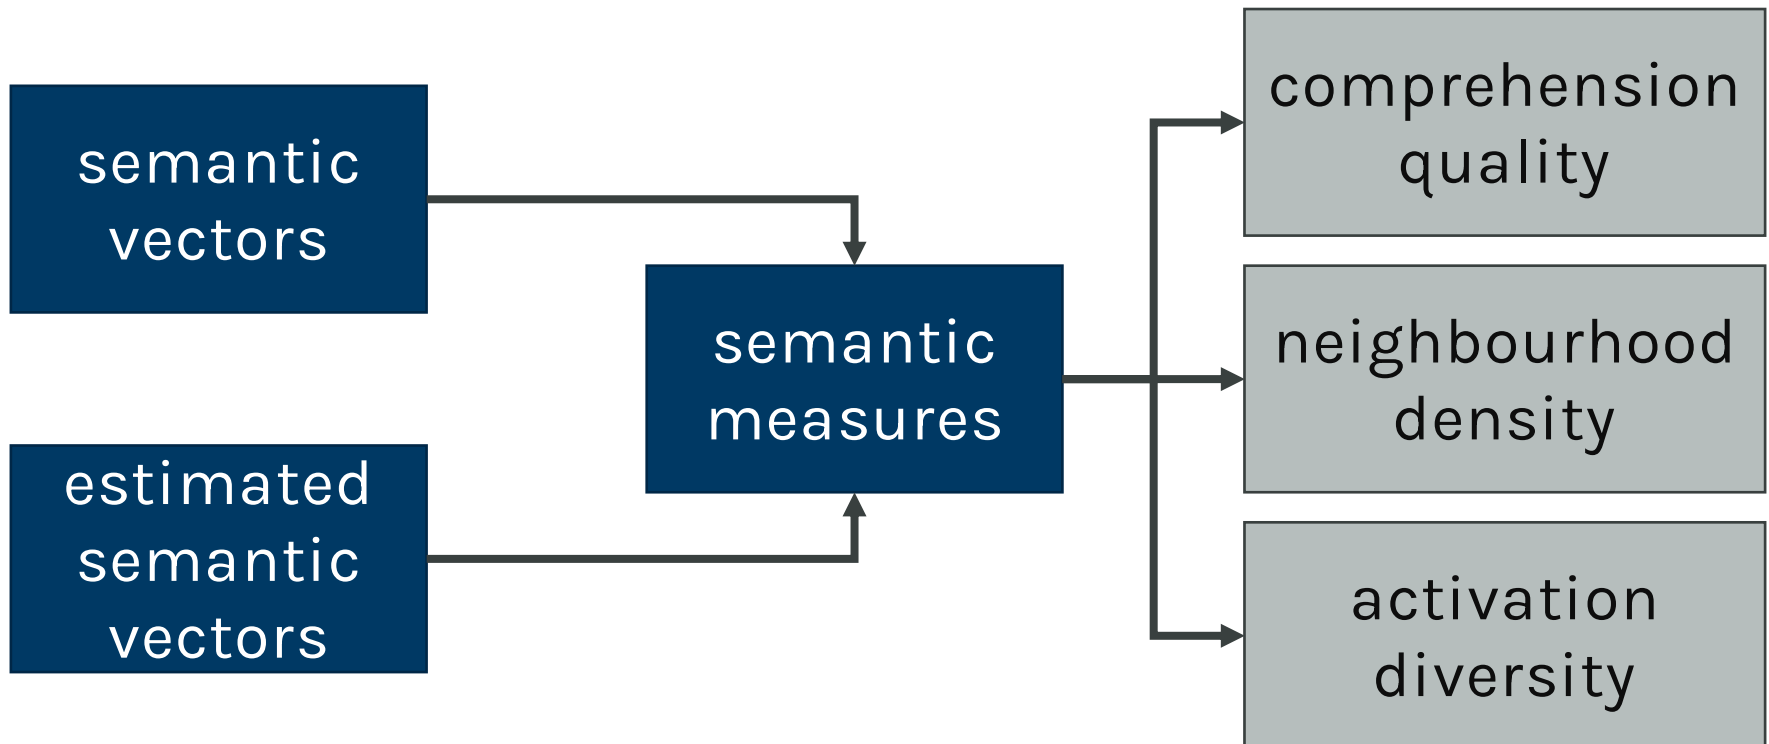 semantic
vectors
estimated
semantic
vectors
semantic
measures
comprehension
quality
neighbourhood
density
activation
diversity